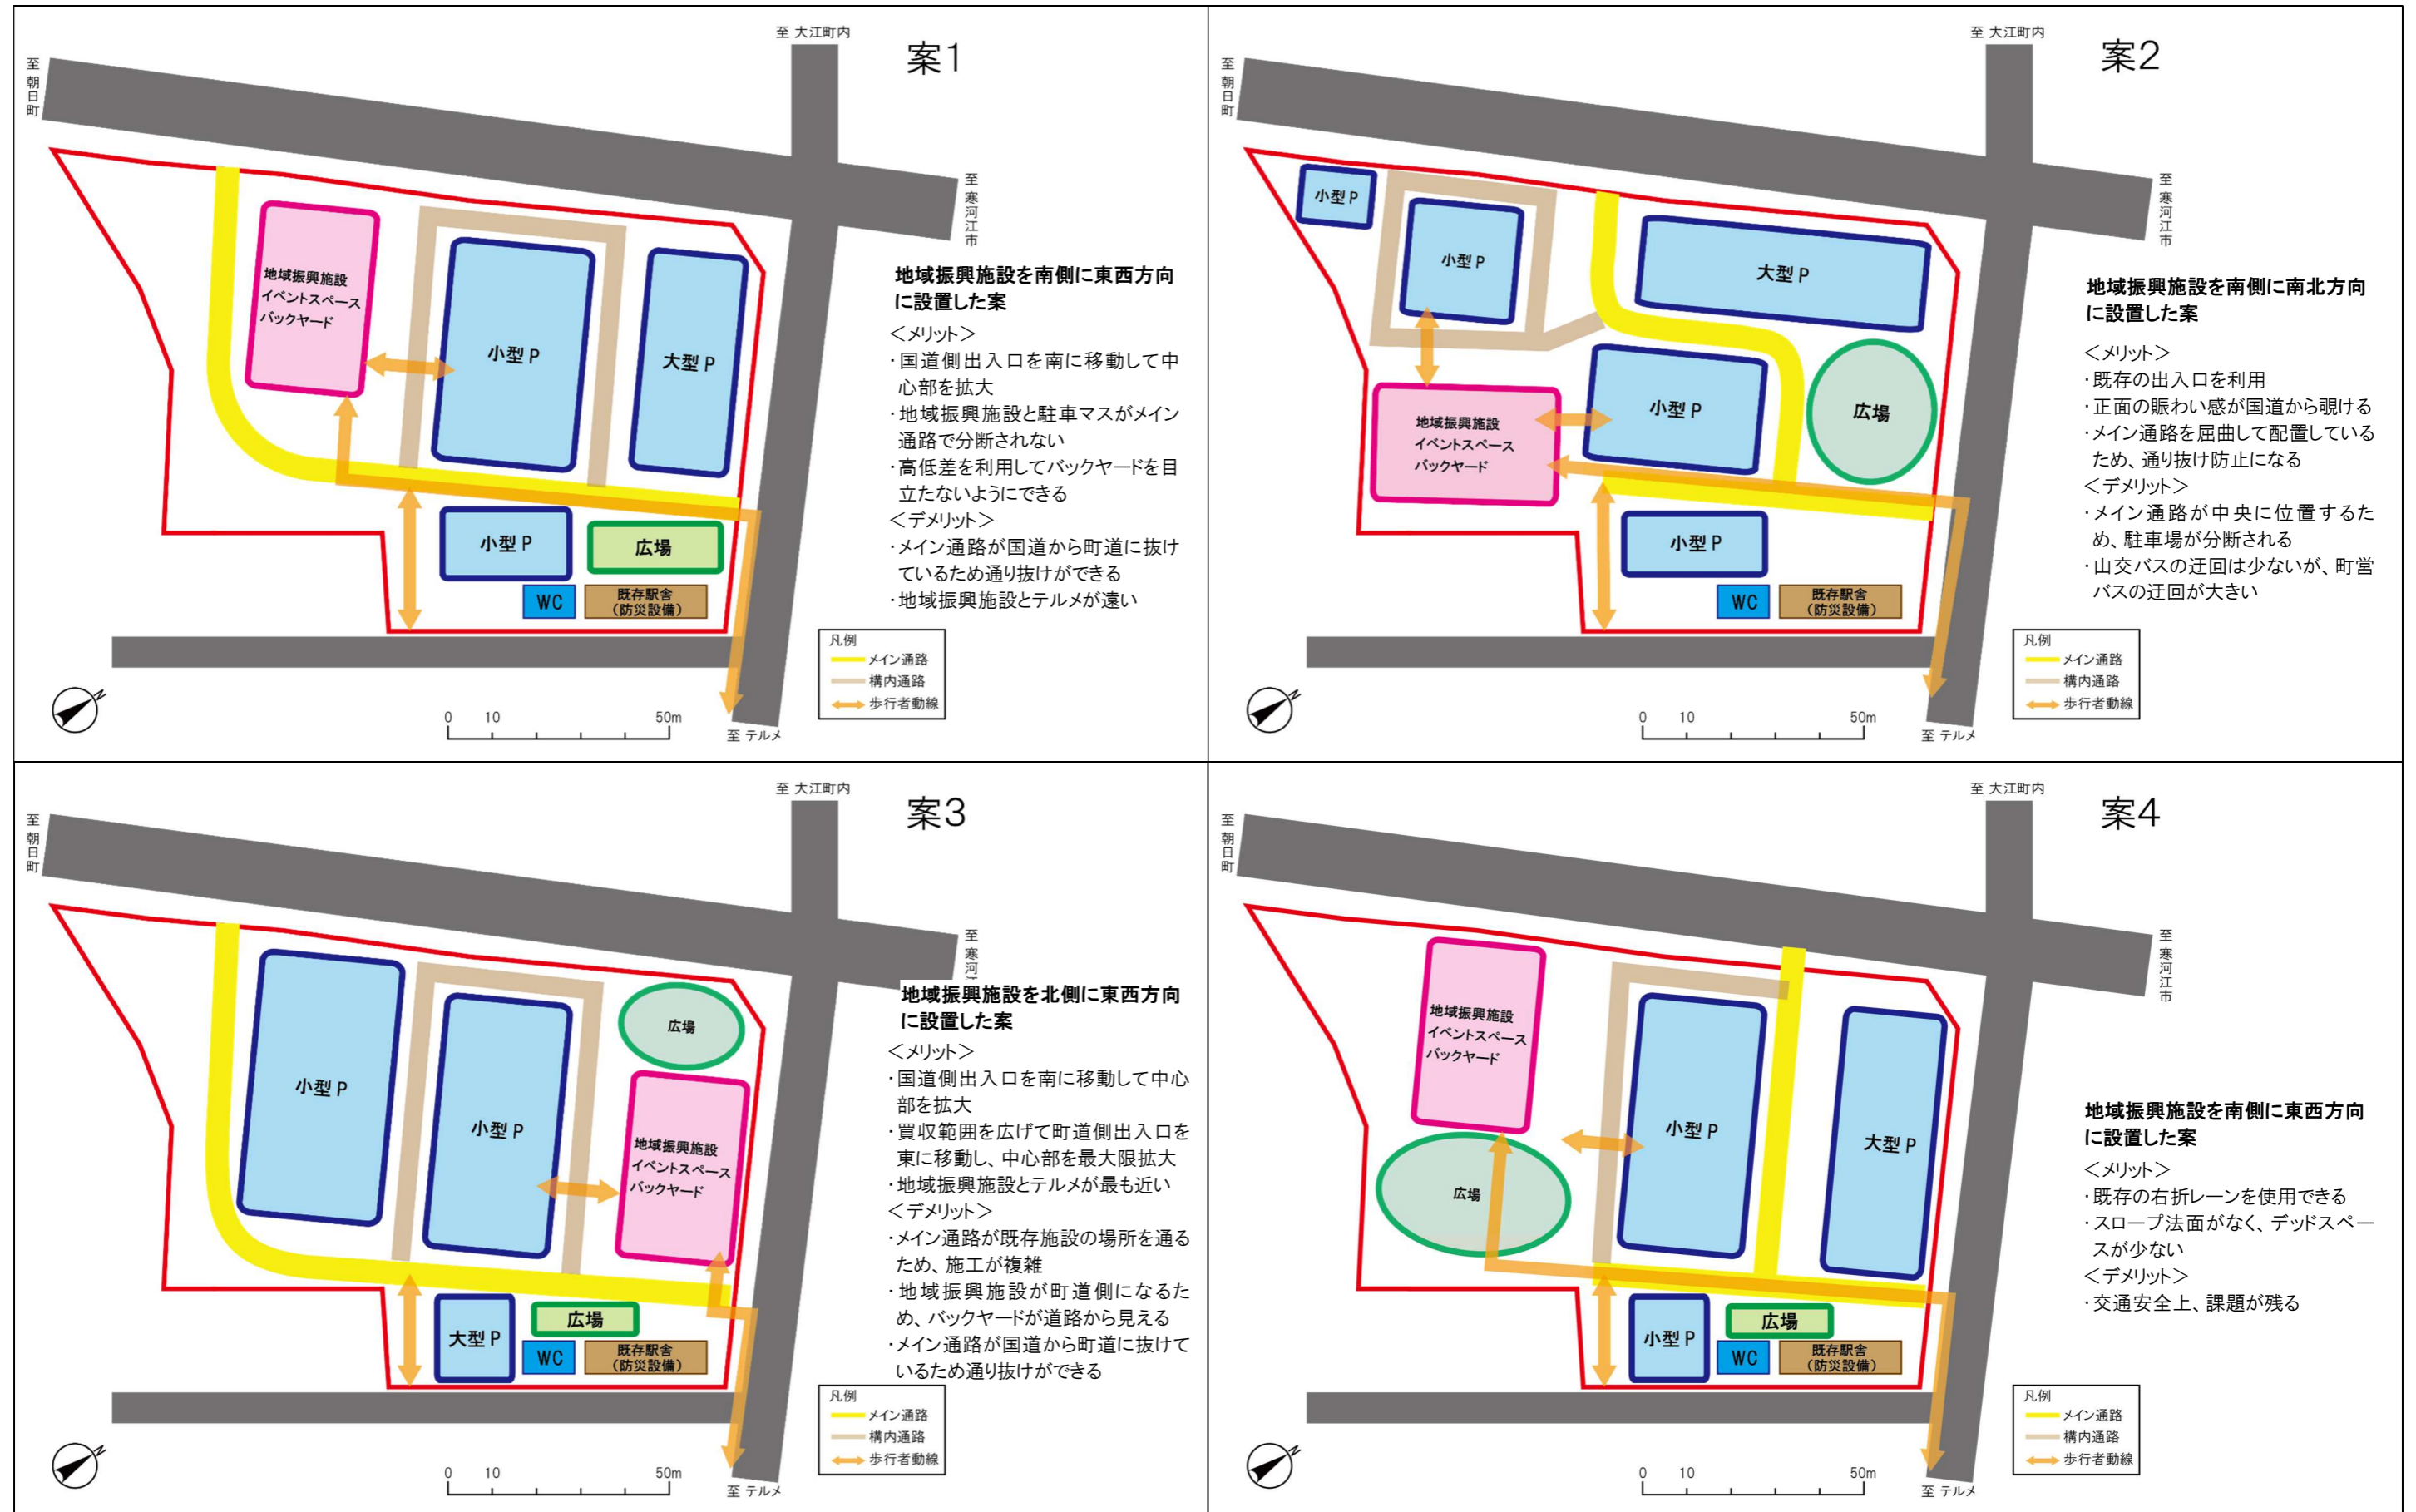 案1
至 大江町内
至朝日町
至寒河江市
地域振興施設
イベントスペース
バックヤード
小型 P
大型 P
小型 P
広場
WC
既存駅舎
（防災設備）
地域振興施設を南側に東西方向
に設置した案
＜メリット＞
・国道側出入口を南に移動して中
心部を拡大
・地域振興施設と駐車マスがメイン
通路で分断されない
・高低差を利用してバックヤードを目
立たないようにできる
＜デメリット＞
・メイン通路が国道から町道に抜け
ているため通り抜けができる
・地域振興施設とテルメが遠い
凡例
メイン通路
構内通路
歩行者動線
N
0 10 50m
至 テルメ
案2
至 大江町内
至朝日町
至寒河江市
小型 P
小型 P
大型 P
小型 P
広場
地域振興施設
イベントスペース
バックヤード
小型 P
WC
既存駅舎
（防災設備）
地域振興施設を南側に南北方向
に設置した案
＜メリット＞
・既存の出入口を利用
・正面の賑わい感が国道から覗ける
・メイン通路を屈曲して配置している
ため、通り抜け防止になる
＜デメリット＞
・メイン通路が中央に位置するた
め、駐車場が分断される
・山交バスの迂回は少ないが、町営
バスの迂回が大きい
凡例
メイン通路
構内通路
歩行者動線
N
0 10 50m
至 テルメ
案3
至 大江町内
至朝日町
至寒河
小型 P
小型 P
広場
地域振興施設
イベントスペース
バックヤード
大型 P
広場
WC
既存駅舎
（防災設備）
地域振興施設を北側に東西方向
に設置した案
＜メリット＞
・国道側出入口を南に移動して中心
部を拡大
・買収範囲を広げて町道側出入口を
東に移動し、中心部を最大限拡大
・地域振興施設とテルメが最も近い
＜デメリット＞
・メイン通路が既存施設の場所を通る
ため、施工が複雑
・地域振興施設が町道側になるた
め、バックヤードが道路から見える
・メイン通路が国道から町道に抜けて
いるため通り抜けができる
凡例
メイン通路
構内通路
歩行者動線
N
0 10 50m
至 テルメ
案4
至 大江町内
至朝日町
至寒河江市
地域振興施設
イベントスペース
バックヤード
広場
小型 P
大型 P
小型 P
広場
WC
既存駅舎
（防災設備）
地域振興施設を南側に東西方向
に設置した案
＜メリット＞
・既存の右折レーンを使用できる
・スロープ法面がなく、デッドスペー
スが少ない
＜デメリット＞
・交通安全上、課題が残る
凡例
メイン通路
構内通路
歩行者動線
N
0 10 50m
至 テルメ